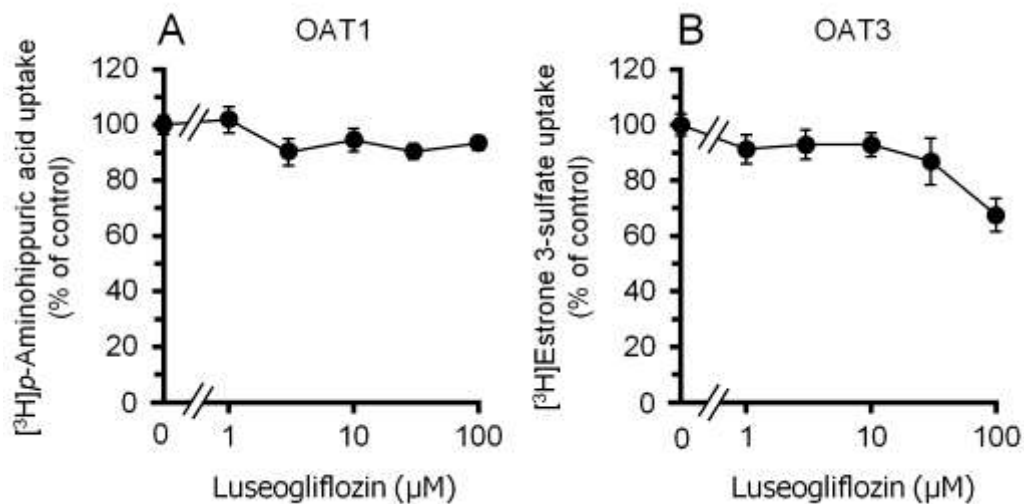 A
OAT1
[³H]p-Aminohippuric acid uptake
(% of control)
120
100
80
60
40
20
0
0
1
10
100
Luseogliflozin (µM)
B
OAT3
[³H]Estrone 3-sulfate uptake
(% of control)
120
100
80
60
40
20
0
0
1
10
100
Luseogliflozin (µM)